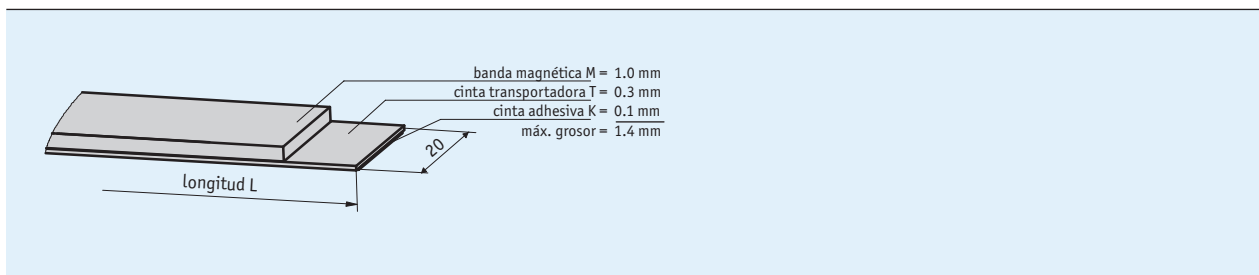 banda magnética M = 1.0 mm
cinta transportadora T = 0.3 mm
cinta adhesiva K = 0.1 mm
máx. grosor = 1.4 mm
20
longitud L